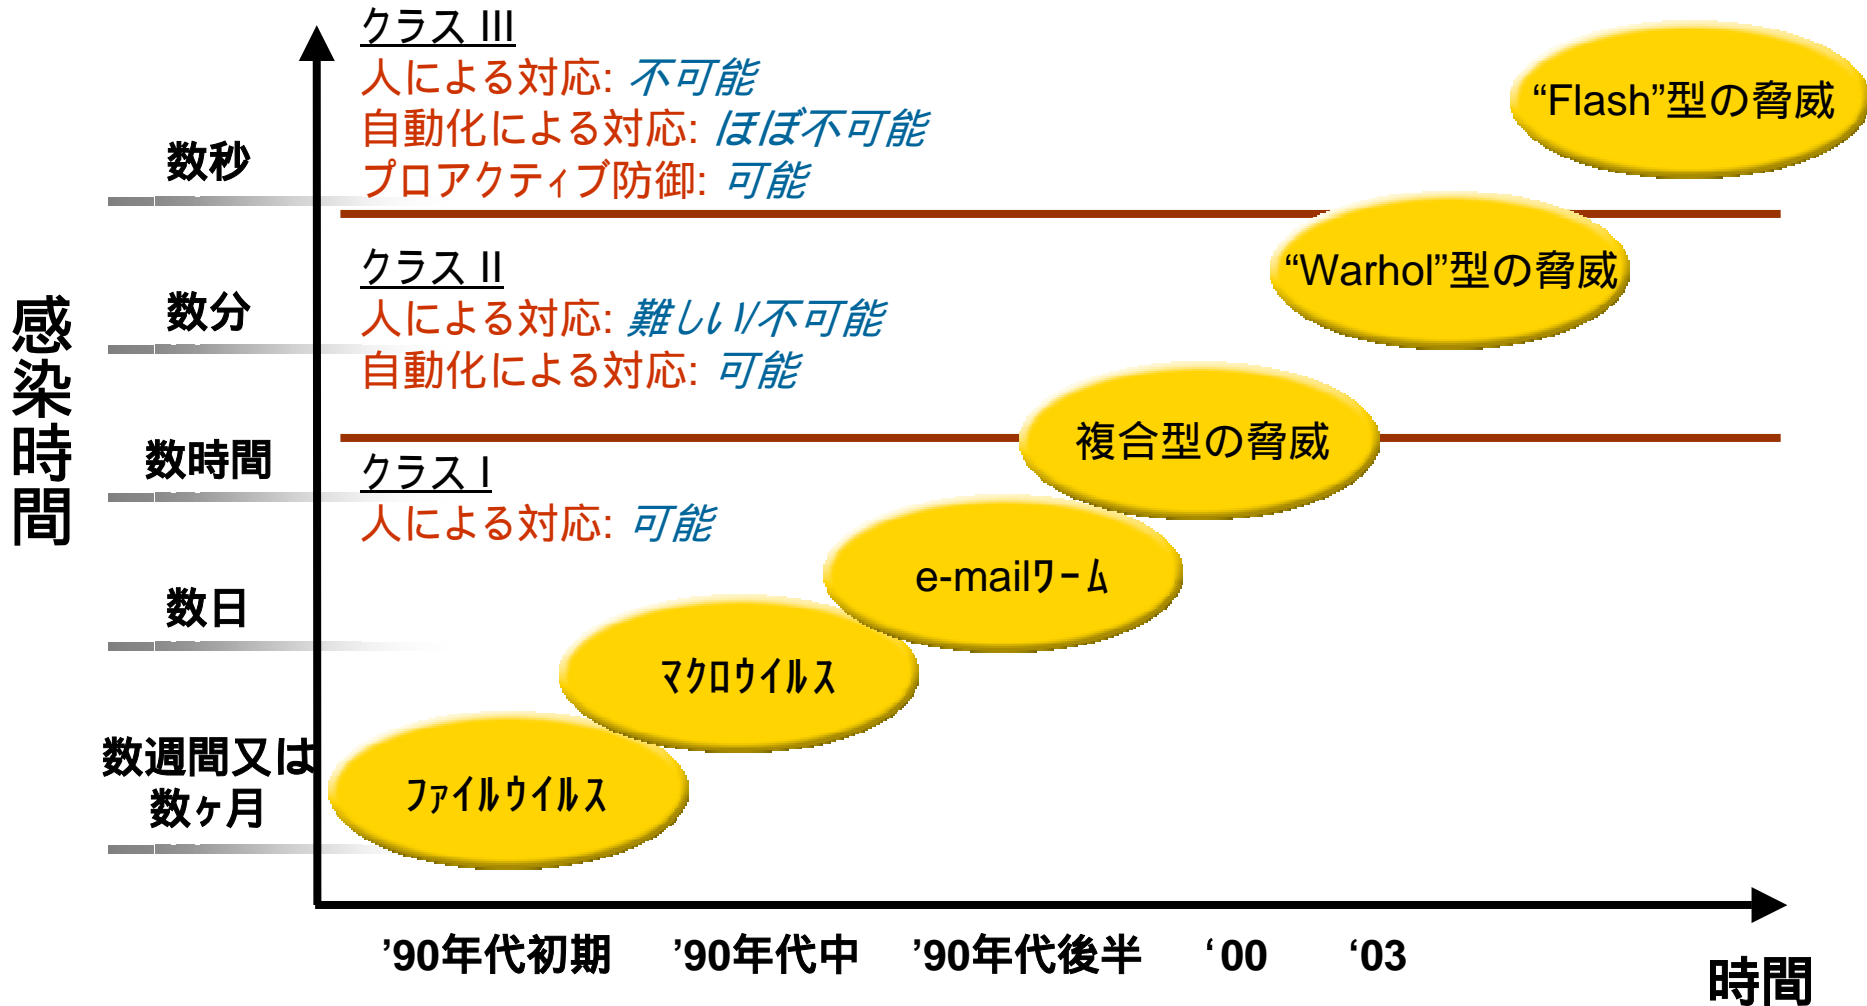 クラス III
人による対応: 不可能
自動化による対応: ほぼ不可能
プロアクティブ防御: 可能
“Flash”型の脅威
数秒
クラス II
人による対応: 難しい/不可能
自動化による対応: 可能
“Warhol”型の脅威
数分
感染時間
複合型の脅威
数時間
クラス I
人による対応: 可能
e-mailワーム
数日
マクロウイルス
数週間又は
数ヶ月
ファイルウイルス
’90年代初期
’90年代中
’90年代後半
‘00
‘03
時間